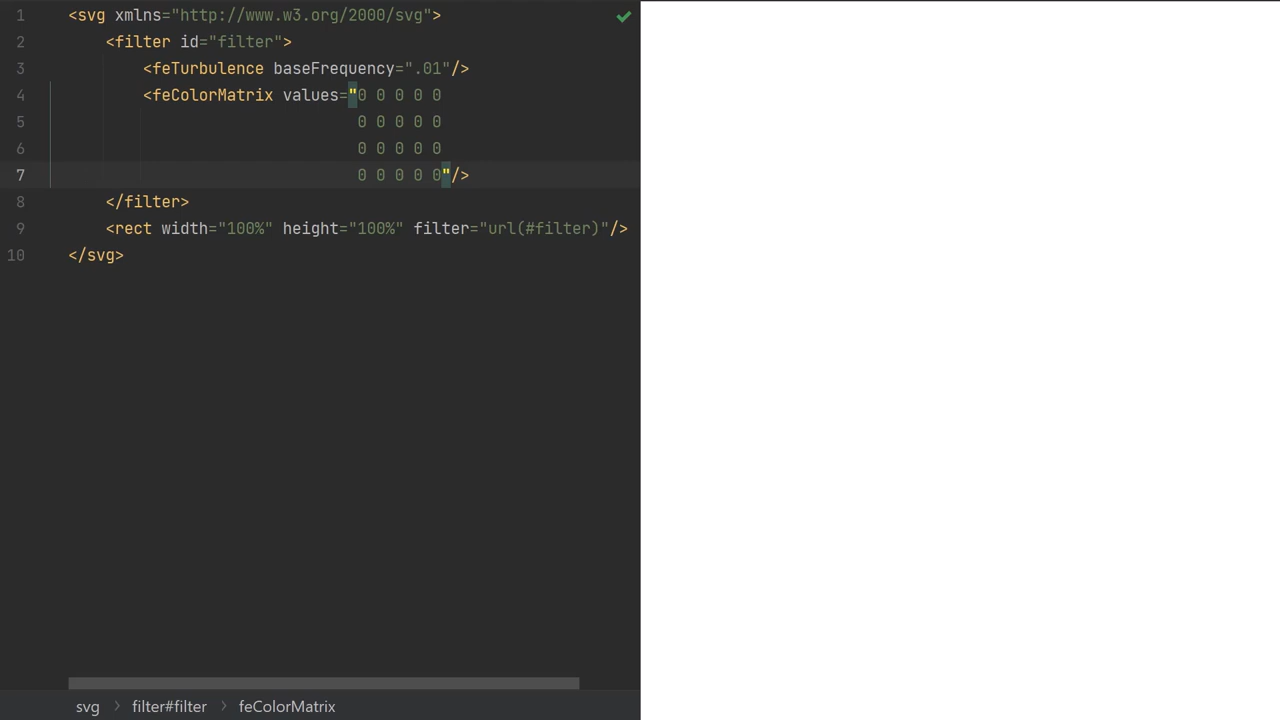 1 <svg xmlns="http://www.w3.org/2000/svg">
2 <filter id="filter">
3 <feTurbulence baseFrequency=".01"/>
4 <feColorMatrix values="0 0 0 0 0
5 0 0 0 0 0
6 0 0 0 0 0
7 0 0 0 0 0"/>
8 </filter>
9 <rect width="100%" height="100%" filter="url(#filter)"/>
10 </svg>
svg > filter#filter > feColorMatrix